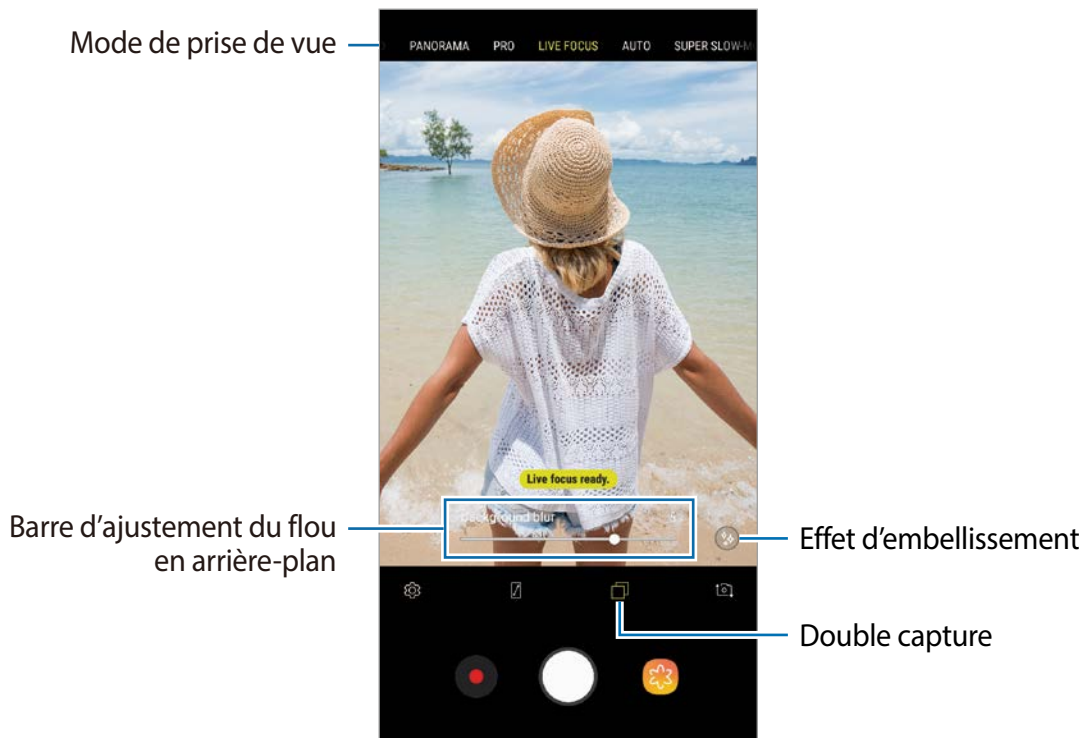 Mode de prise de vue
PANORAMA PRO LIVE FOCUS AUTO SUPER SLOW-M
Live focus ready.
Background blur
Barre d'ajustement du flou
en arrière-plan
Effet d'embellissement
Double capture